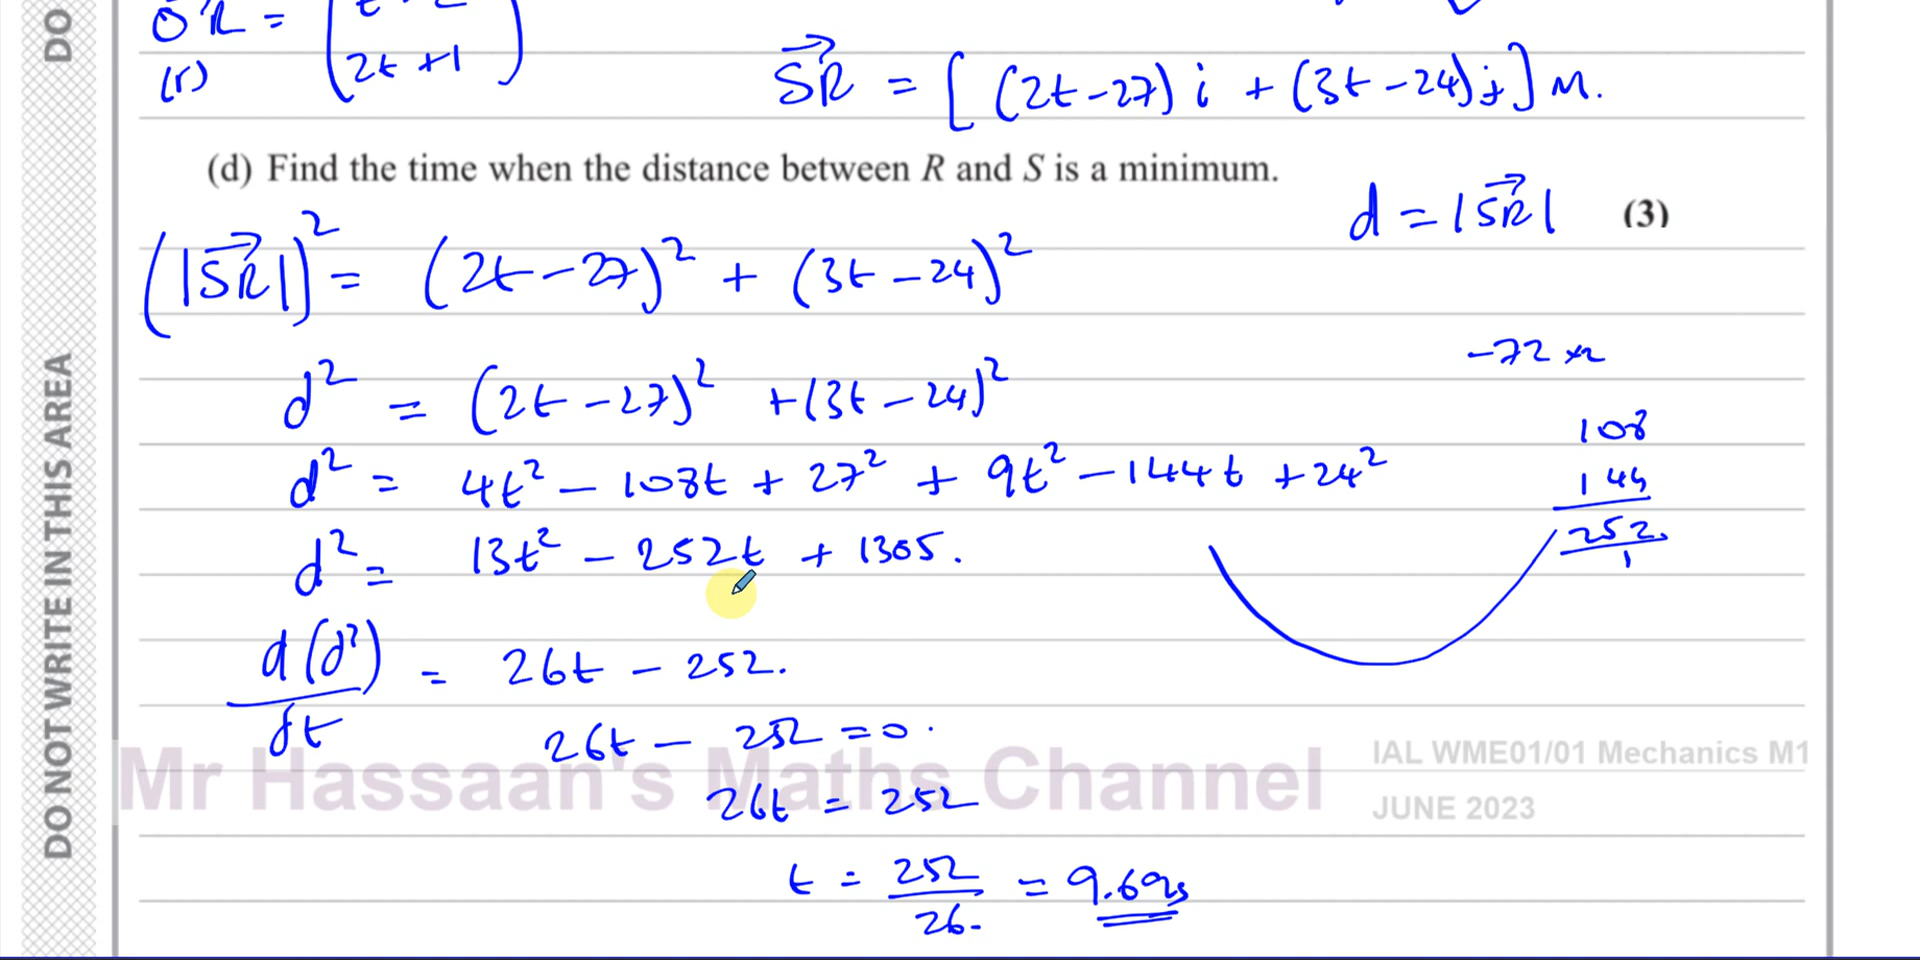 DO
OR =
2t+1
(r)
SR = [(2t-27)i + (3t-24)j] m.
(d) Find the time when the distance between R and S is a minimum.
d = |SR| (3)
(|SR|)² = (2t-27)² + (3t-24)²
-72 x2
d² = (2t-27)² + (3t-24)²
108
d² = 4t² - 108t + 27² + 9t² - 144t + 24²
144
252
1
d² = 13t² - 252t + 1305.
d(d²)/dt = 26t - 252.
26t - 252 = 0.
Mr Hassaan's Maths Channel
IAL WME01/01 Mechanics M1
26t = 252
JUNE 2023
t = 252/26. = 9.69s
DO NOT WRITE IN THIS AREA